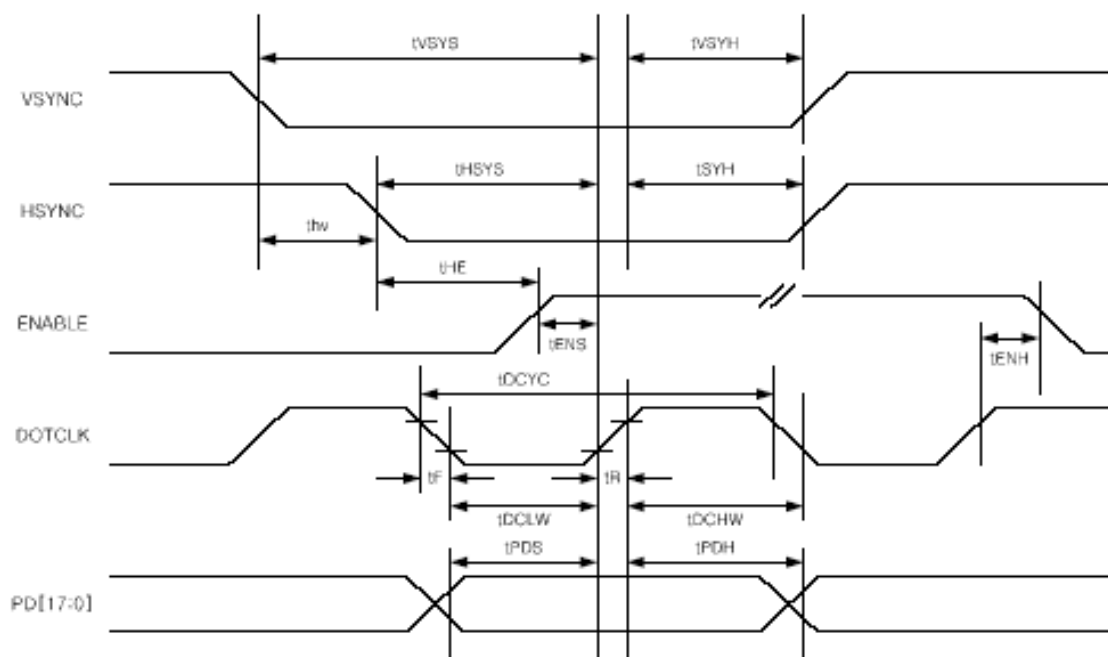 tVSYS tVSYH
VSYNC
tHSYS tSYH
HSYNC
thv
tHE
ENABLE
tENS tENH
tDCYC
DOTCLK
tF tR
tDCLW tDCHW
tPDS tPDH
PD[17:0]